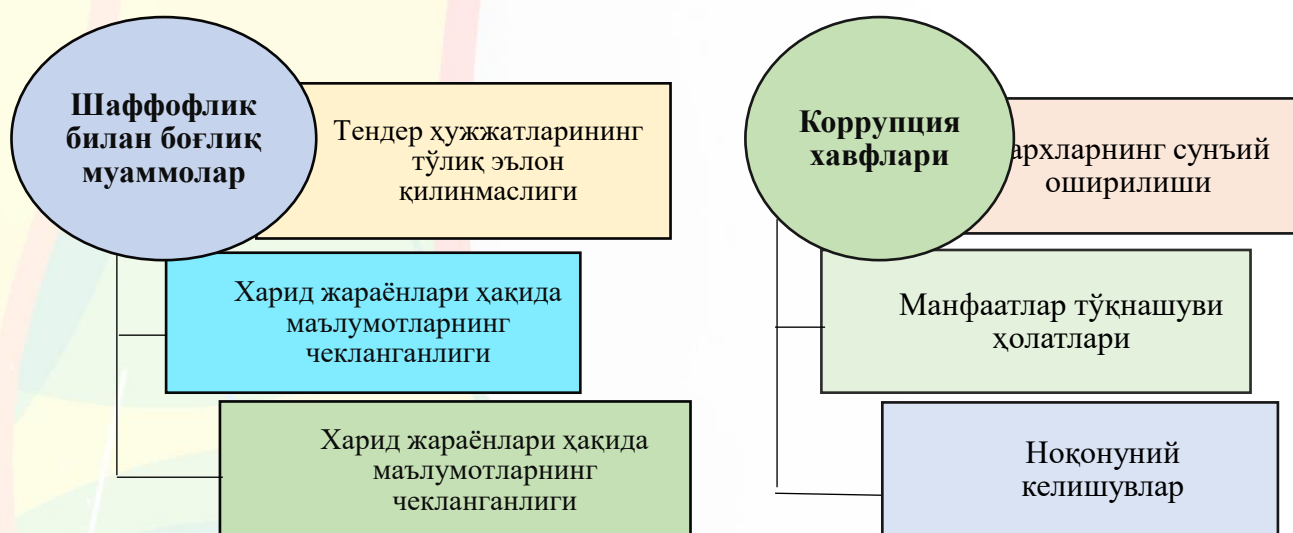 Шаффофлик
билан боғлиқ
муаммолар
Тендер ҳужжатларининг
тўлиқ эълон
қилинмаслиги
Харид жараёнлари ҳақида
маълумотларнинг
чекланганлиги
Харид жараёнлари ҳақида
маълумотларнинг
чекланганлиги
Коррупция
хавфлари
архларнинг сунъий
оширилиши
Манфаатлар тўқнашуви
ҳолатлари
Ноқонуний
келишувлар